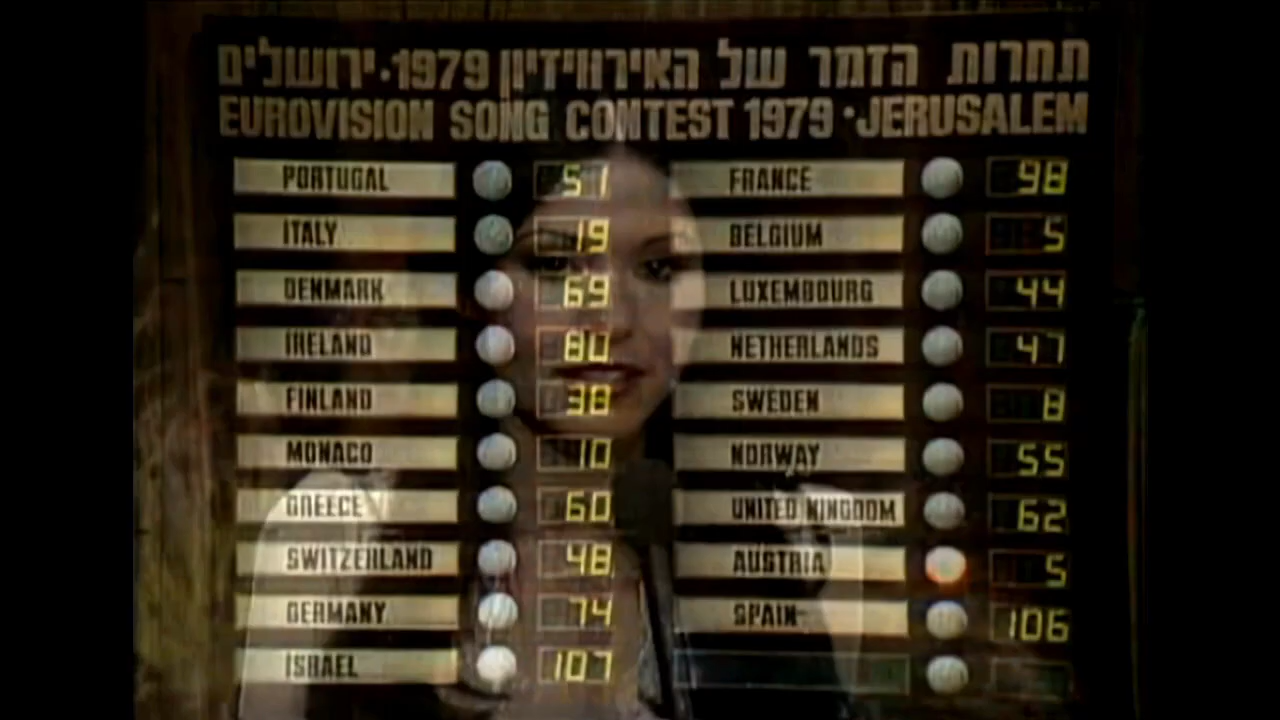 תחרות הזמר של האירוויזיון 1979 · ירושלים
EUROVISION SONG CONTEST 1979 · JERUSALEM
PORTUGAL 51 FRANCE 98
ITALY 19 BELGIUM 5
DENMARK 69 LUXEMBOURG 44
IRELAND 80 NETHERLANDS 47
FINLAND 38 SWEDEN 8
MONACO 10 NORWAY 55
GREECE 60 UNITED KINGDOM 62
SWITZERLAND 48 AUSTRIA 5
GERMANY 74 SPAIN 106
ISRAEL 107